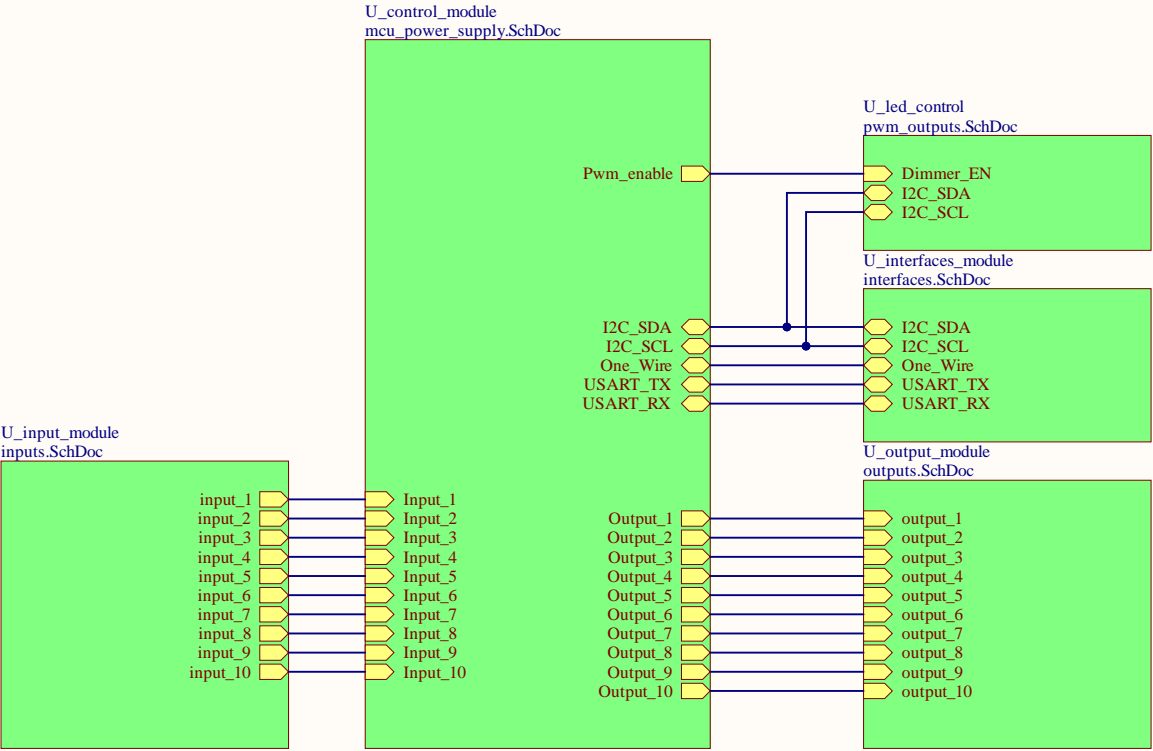 U_control_module
mcu_power_supply.SchDoc
Pwm_enable
I2C_SDA
I2C_SCL
One_Wire
USART_TX
USART_RX
Input_1
Input_2
Input_3
Input_4
Input_5
Input_6
Input_7
Input_8
Input_9
Input_10
Output_1
Output_2
Output_3
Output_4
Output_5
Output_6
Output_7
Output_8
Output_9
Output_10
U_led_control
pwm_outputs.SchDoc
Dimmer_EN
I2C_SDA
I2C_SCL
U_interfaces_module
interfaces.SchDoc
I2C_SDA
I2C_SCL
One_Wire
USART_TX
USART_RX
U_input_module
inputs.SchDoc
input_1
input_2
input_3
input_4
input_5
input_6
input_7
input_8
input_9
input_10
U_output_module
outputs.SchDoc
output_1
output_2
output_3
output_4
output_5
output_6
output_7
output_8
output_9
output_10